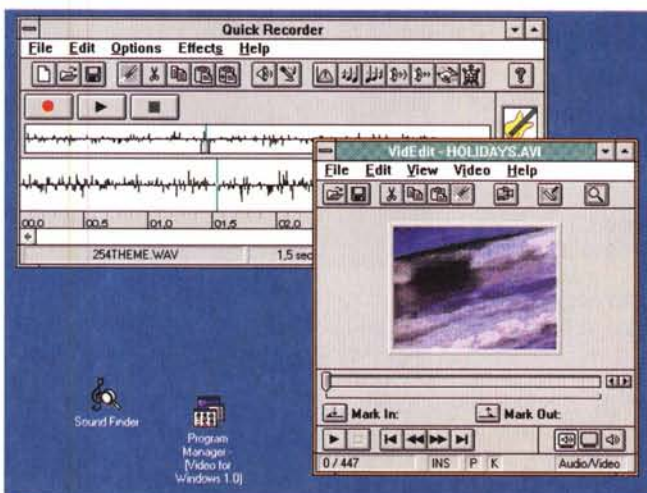 Quick Recorder
File Edit Options Effects Help
?
00,0 00,5 01,0 01,5 02,0
254THEME.WAV 1,5 sec
VidEdit - HOLIDAYS.AVI
File Edit View Video Help
Mark In: Mark Out:
0 / 447 INS P K Audio/Video
Sound Finder
Program
Manager -
[Video for
Windows 1.0]